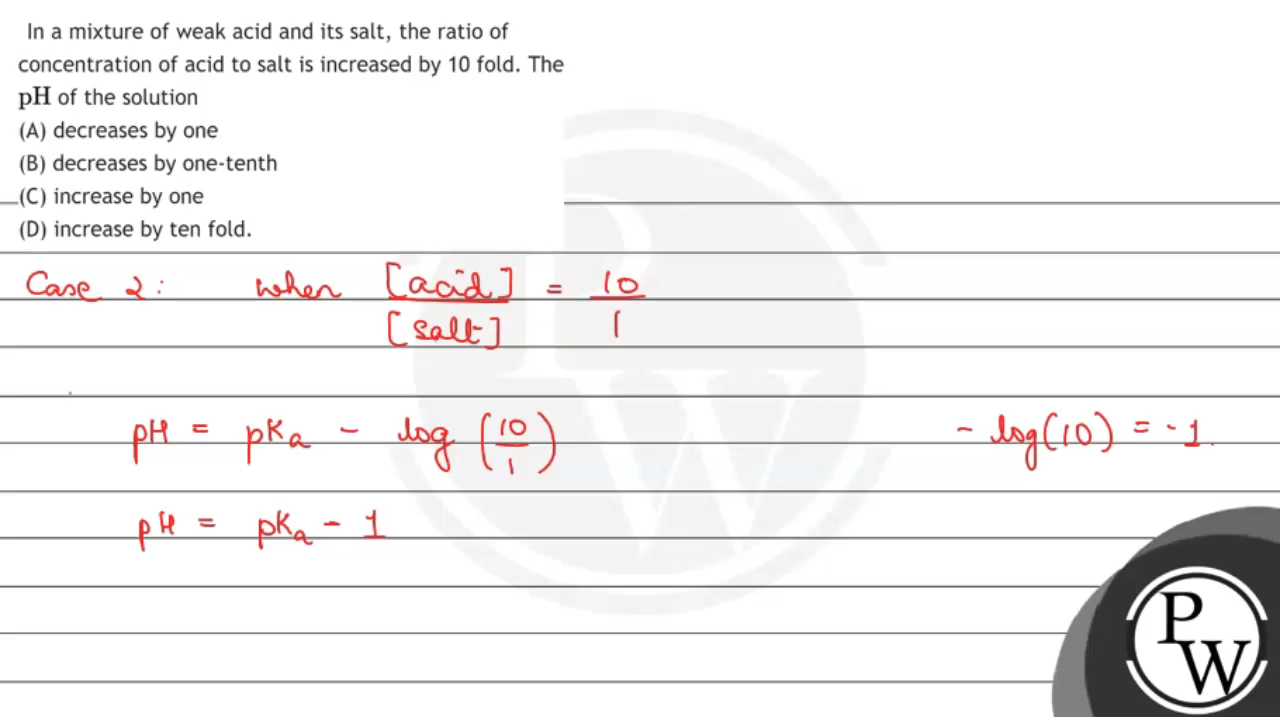 In a mixture of weak acid and its salt, the ratio of
concentration of acid to salt is increased by 10 fold. The
pH of the solution
(A) decreases by one
(B) decreases by one-tenth
(C) increase by one
(D) increase by ten fold.
Case 2: when [acid]/[salt] = 10/1
pH = pKa - log (10/1) - log(10) = -1.
pH = pKa - 1
P
W
P
W